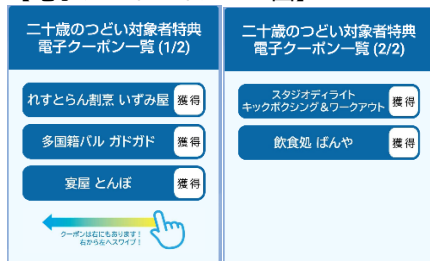 二十歳のつどい対象者特典
電子クーポン一覧(1/2)
れすとらん割烹 いずみ屋 獲得
多国籍バル ガドガド 獲得
宴屋 とんぼ 獲得
クーポンは右にもあります!
右から左へスワイプ!
二十歳のつどい対象者特典
電子クーポン一覧(2/2)
スタジオディライト
キックボクシング&ワークアウト 獲得
飲食処 ばんや 獲得